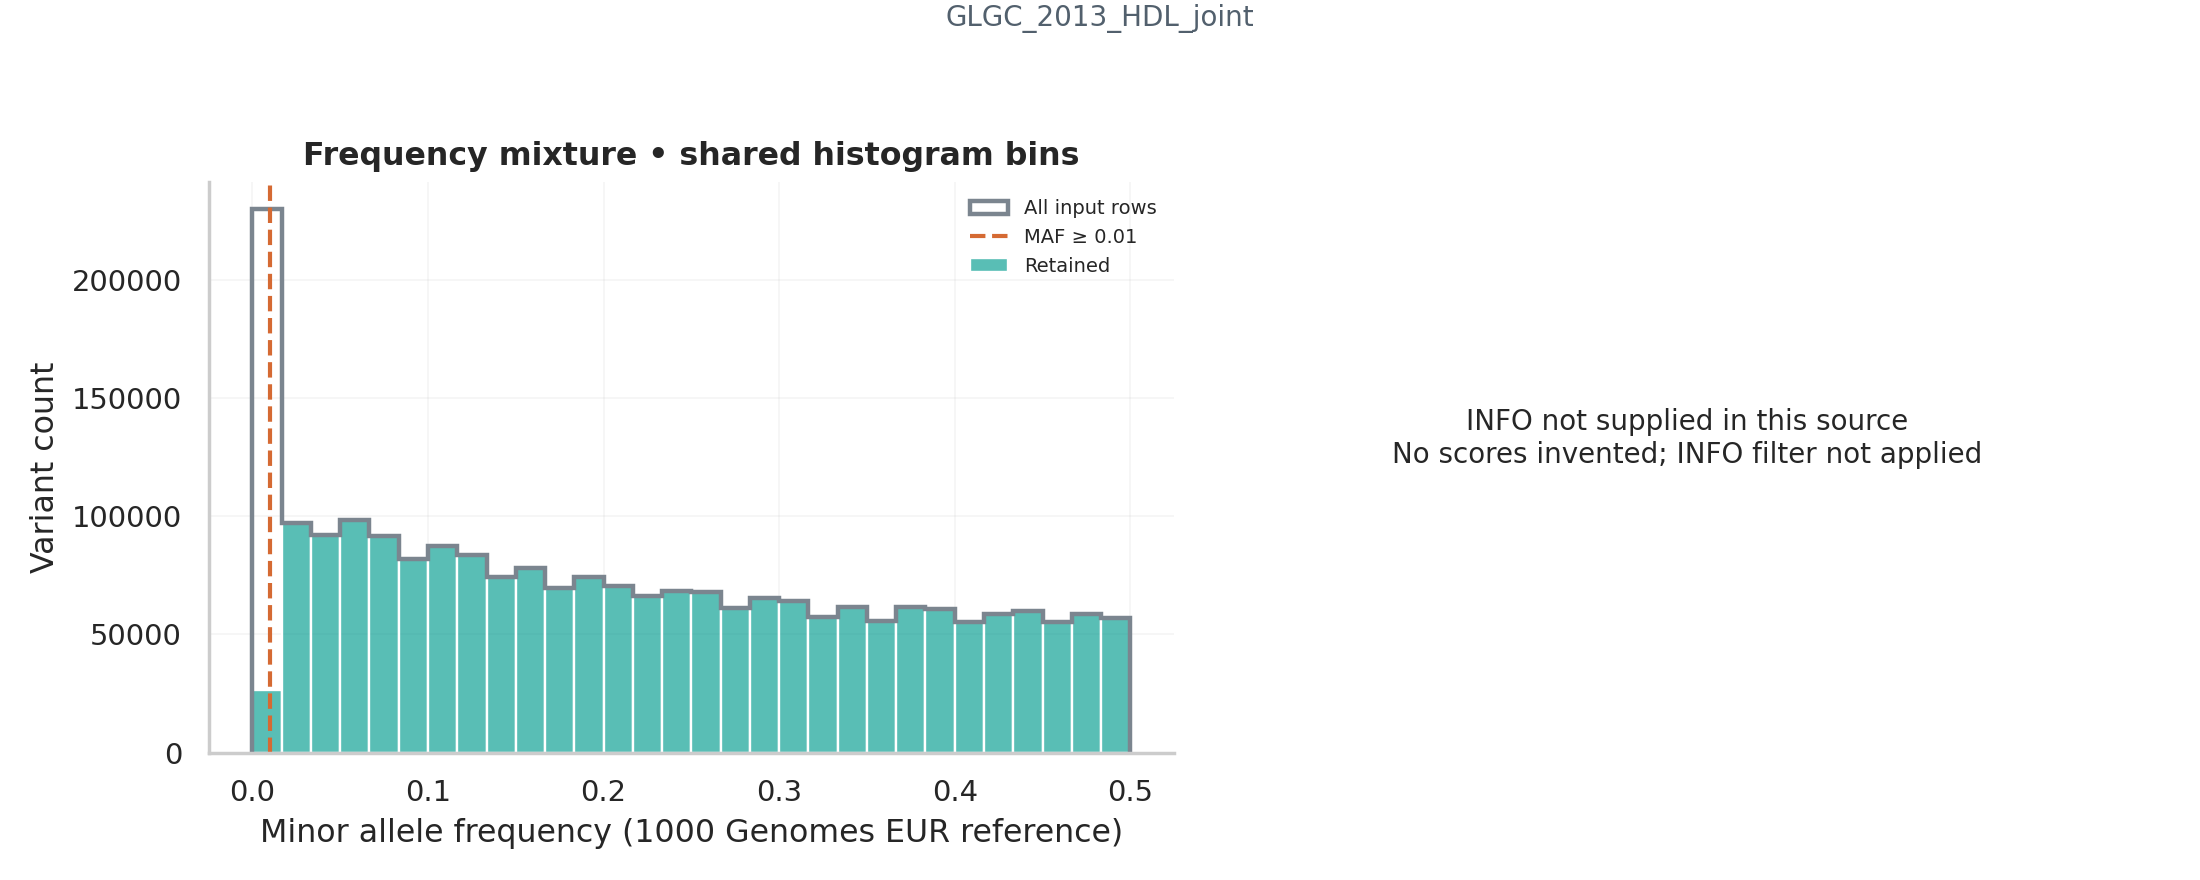 GLGC_2013_HDL_joint
Frequency mixture • shared histogram bins
All input rows
MAF ≥ 0.01
Retained
Variant count
200000
150000
100000
50000
0
0.0 0.1 0.2 0.3 0.4 0.5
Minor allele frequency (1000 Genomes EUR reference)
INFO not supplied in this source
No scores invented; INFO filter not applied